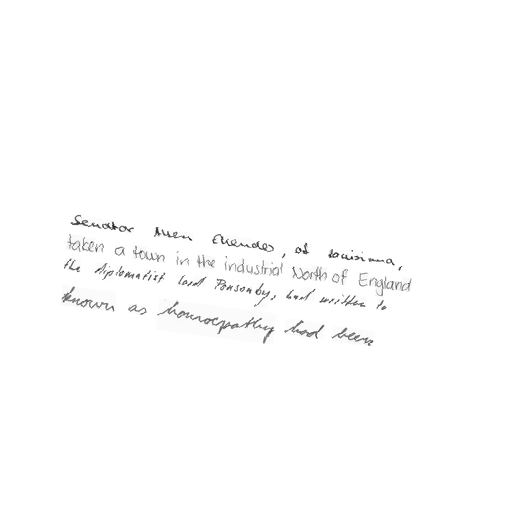 Senator Allen Ellender, of Louisiana,
taken a town in the industrial North of England
the diplomatist Lord Ponsonby, had written to
known as homoeopathy had been